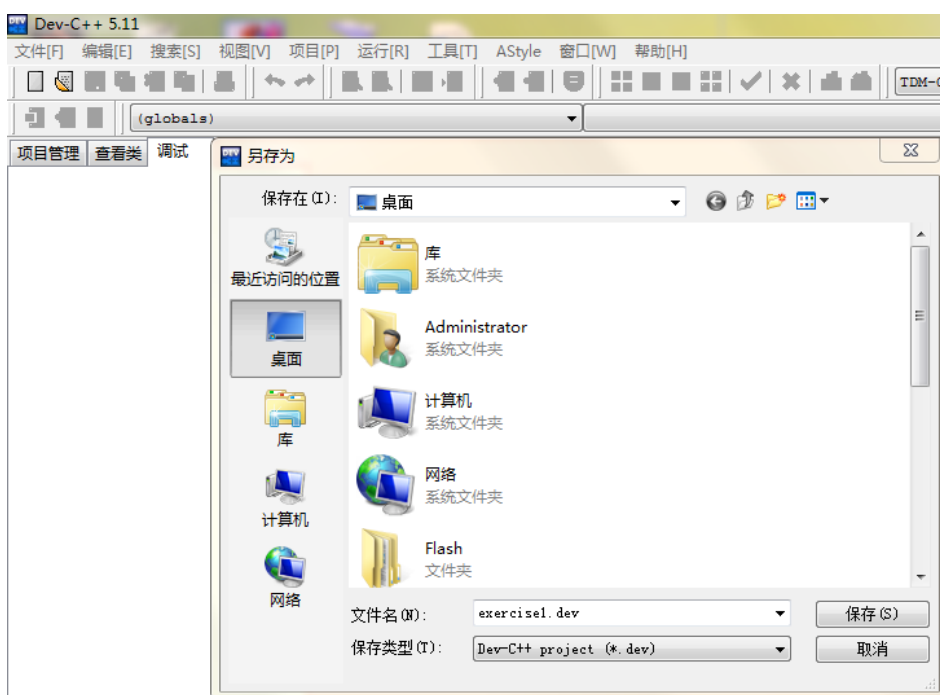 Dev-C++ 5.11
文件[F] 编辑[E] 搜索[S] 视图[V] 项目[P] 运行[R] 工具[T] AStyle 窗口[W] 帮助[H]
(globals)
项目管理 查看类 调试
另存为
保存在(I): 桌面
最近访问的位置
桌面
库
计算机
网络
库
系统文件夹
Administrator
系统文件夹
计算机
系统文件夹
网络
系统文件夹
Flash
文件夹
文件名(N): exercise1.dev 保存(S)
保存类型(T): Dev-C++ project (*.dev) 取消